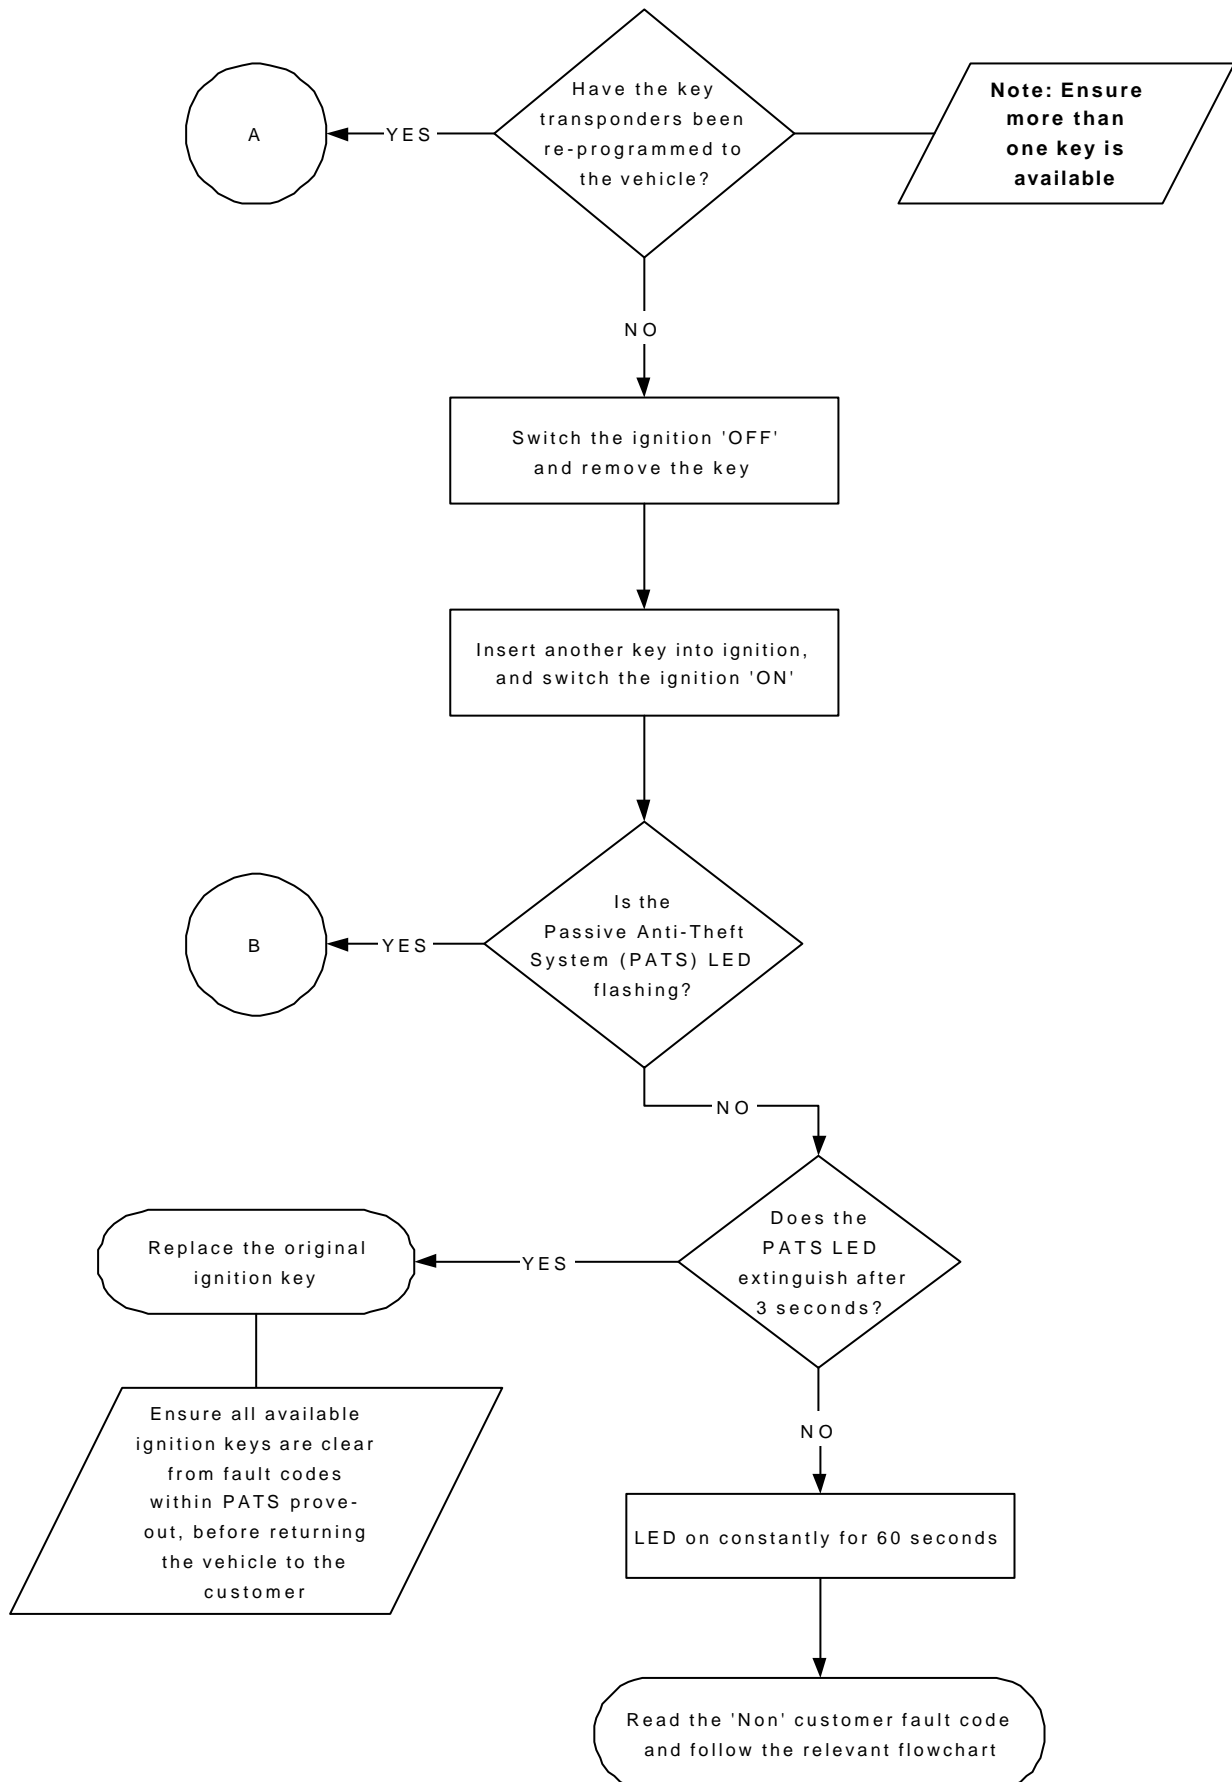 Have the key
transponders been
re-programmed to
the vehicle?
A
YES
Note: Ensure
more than
one key is
available
NO
Switch the ignition 'OFF'
and remove the key
Insert another key into ignition,
and switch the ignition 'ON'
Is the
Passive Anti-Theft
System (PATS) LED
flashing?
B
YES
NO
Does the
PATS LED
extinguish after
3 seconds?
YES
Replace the original
ignition key
Ensure all available
ignition keys are clear
from fault codes
within PATS prove-
out, before returning
the vehicle to the
customer
NO
LED on constantly for 60 seconds
Read the 'Non' customer fault code
and follow the relevant flowchart